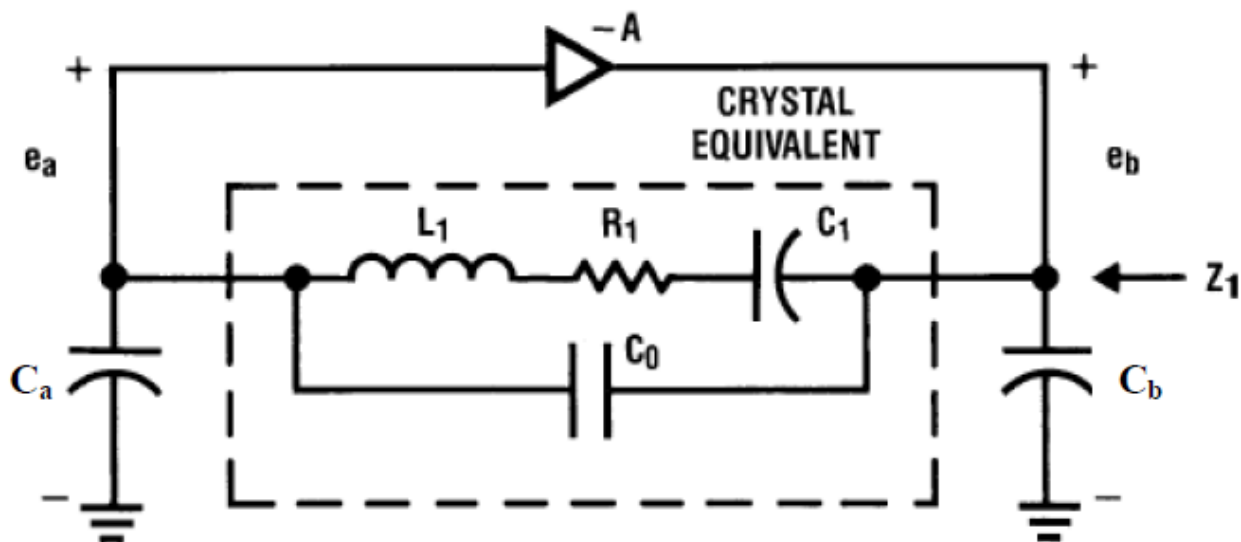 –A
+
+
CRYSTAL
EQUIVALENT
ea
eb
L1
R1
C1
Z1
C0
Ca
Cb
–
–